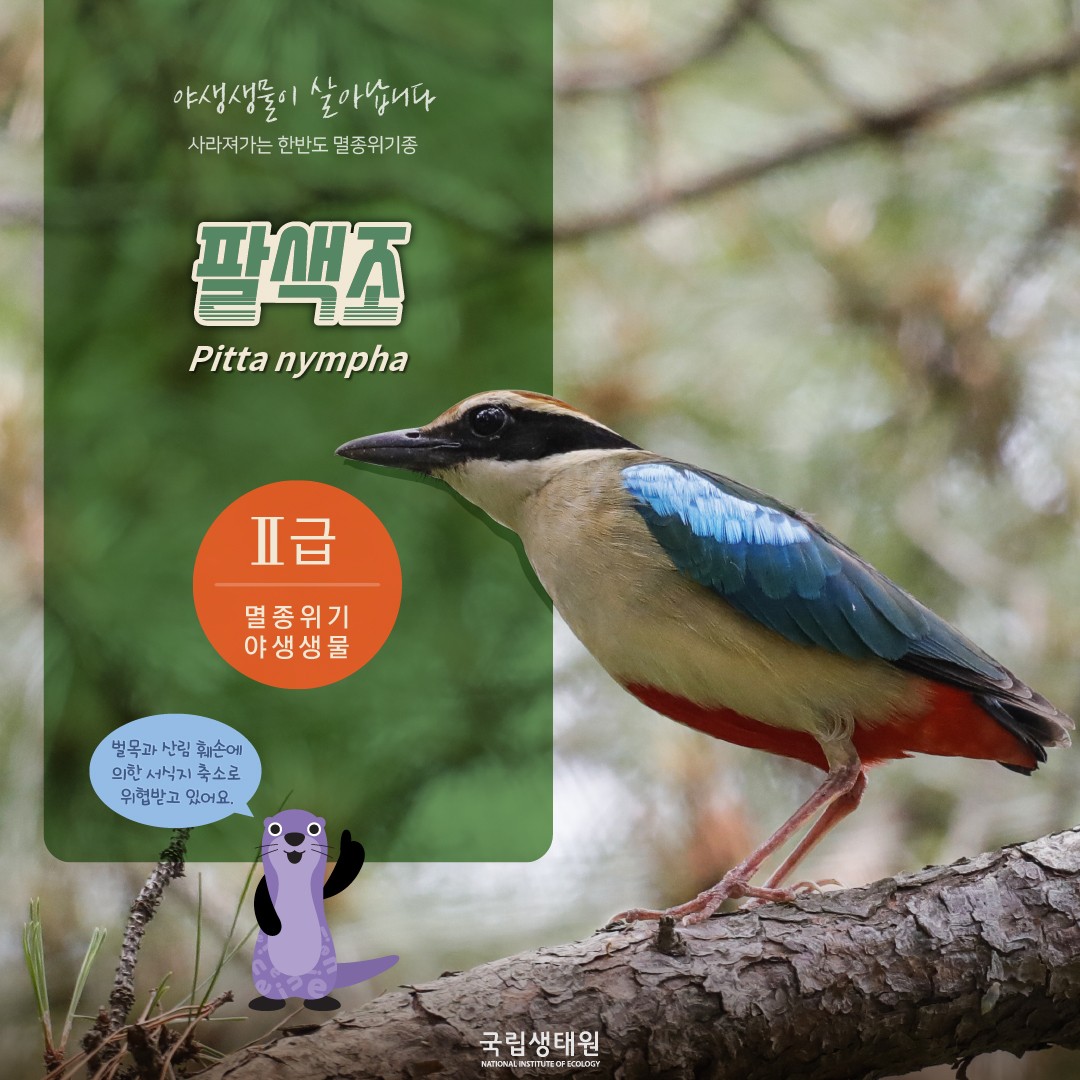 야생생물이 살아납니다
사라져가는 한반도 멸종위기종
팔색조
Pitta nympha
Ⅱ급
멸종위기
야생생물
벌목과 산림 훼손에
의한 서식지 축소로
위협받고 있어요.
국립생태원
NATIONAL INSTITUTE OF ECOLOGY